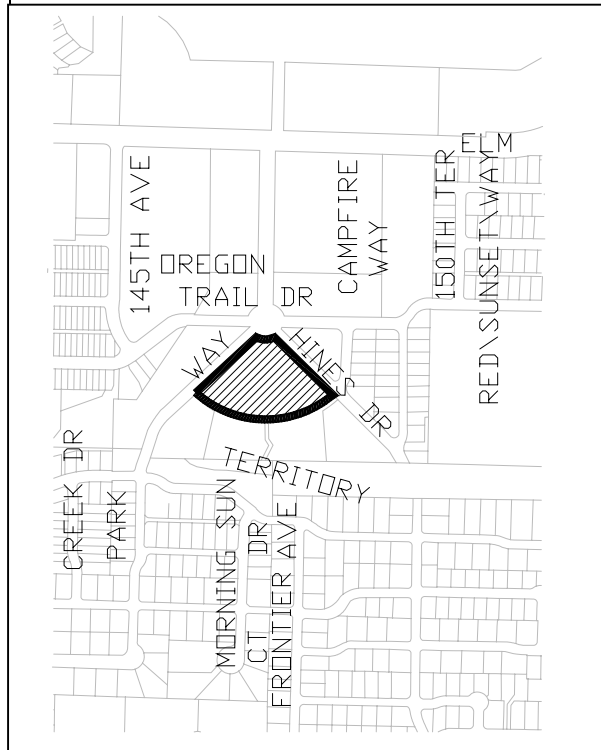 ELM
145TH AVE
CAMPFIRE
WAY
150TH TER
RED\SUNSET\WAY
OREGON
TRAIL DR
WAY
HINES DR
TERRITORY
CREEK DR
PARK
MORNING SUN
CT DR
FRONTIER AVE